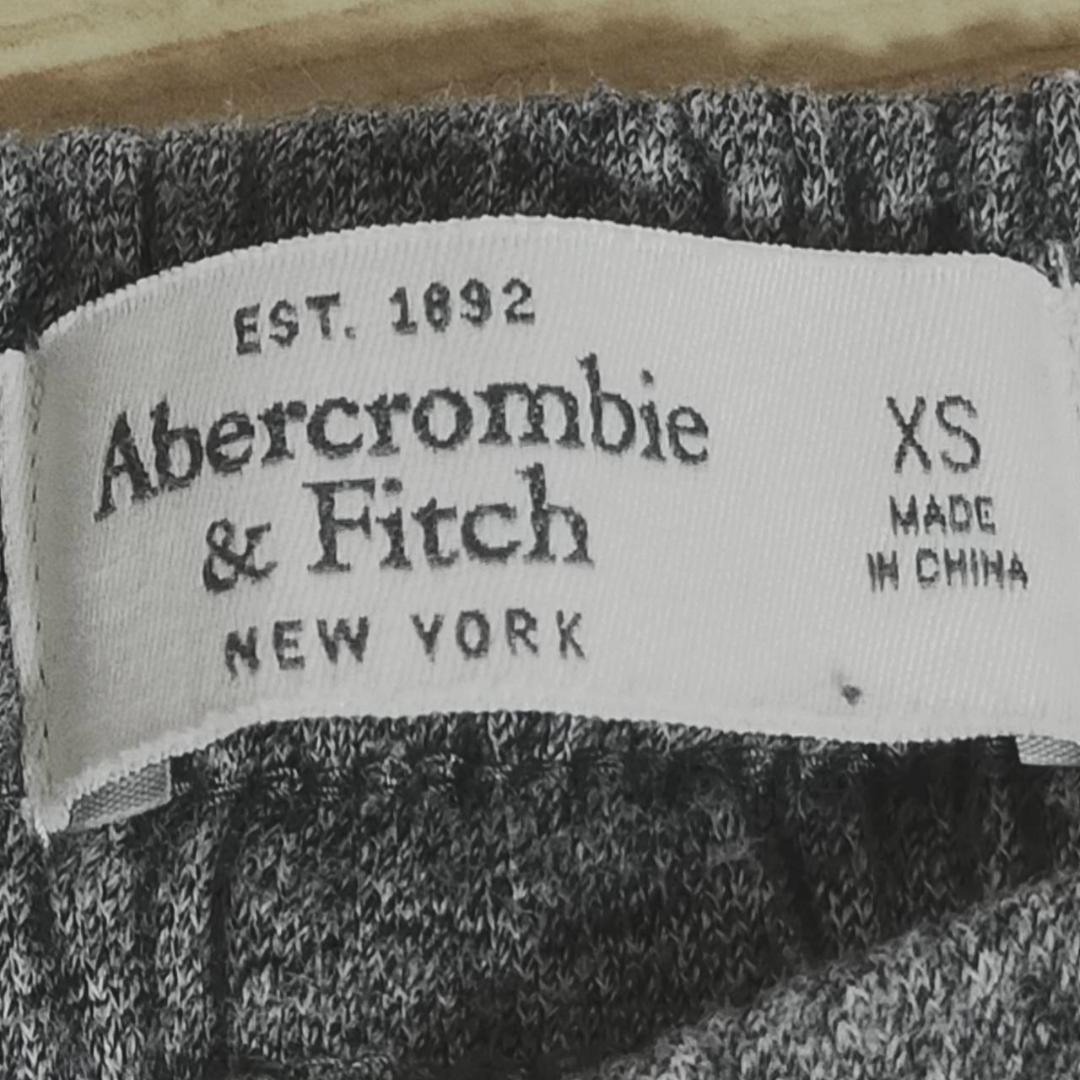 EST. 1892
Abercrombie
& Fitch
NEW YORK
XS
MADE
IN CHINA